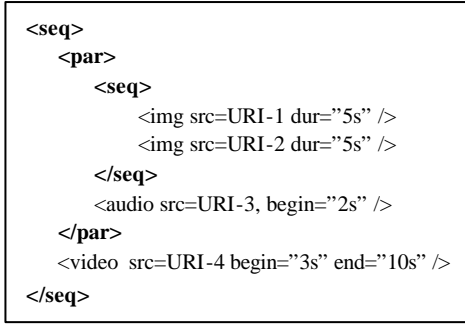 <seq>
<par>
<seq>
<img src=URI-1 dur=”5s” />
<img src=URI-2 dur=”5s” />
</seq>
<audio src=URI-3, begin=”2s” />
</par>
<video src=URI-4 begin=”3s” end=”10s” />
</seq>